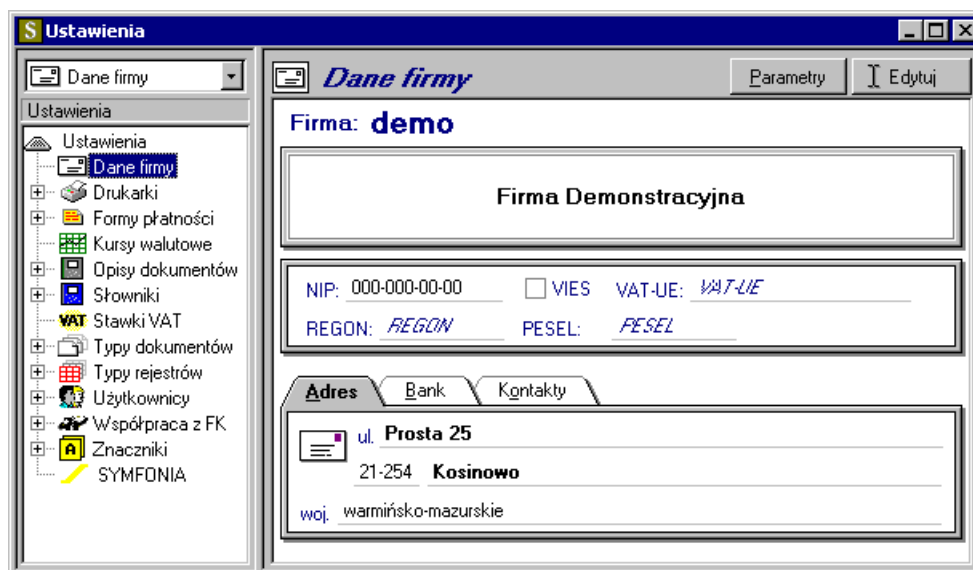 S Ustawienia
Dane firmy
Ustawienia
Ustawienia
Dane firmy
Drukarki
Formy płatności
Kursy walutowe
Opisy dokumentów
Słowniki
VAT Stawki VAT
Typy dokumentów
Typy rejestrów
Użytkownicy
Współpraca z FK
A Znaczniki
SYMFONIA
Dane firmy Parametry Edytuj
Firma: demo
Firma Demonstracyjna
NIP: 000-000-00-00 VIES VAT-UE: VAT-UE
REGON: REGON PESEL: PESEL
Adres Bank Kontakty
ul. Prosta 25
21-254 Kosinowo
woj. warmińsko-mazurskie